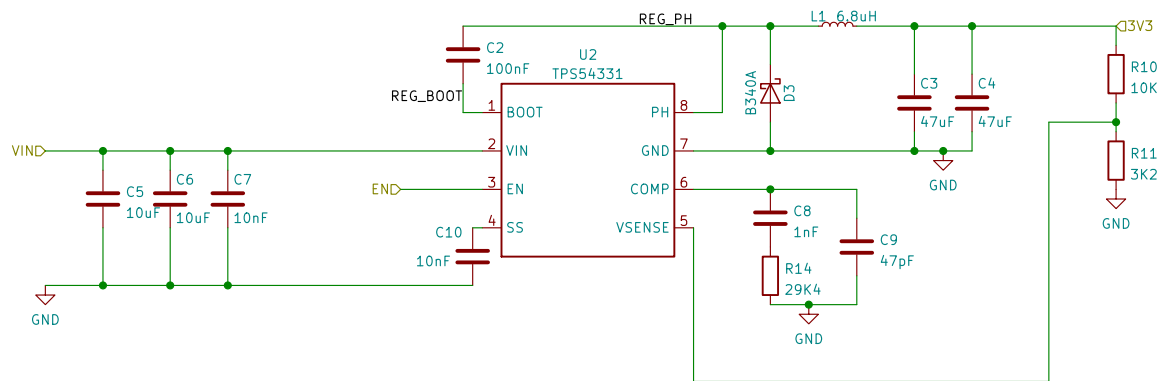 REG_PH
L1 6.8uH
3V3
C2
100nF
U2
TPS54331
REG_BOOT
B340A
D3
C3
47uF
C4
47uF
R10
10K
1
BOOT
PH
8
VIN
2
VIN
GND
7
R11
3K2
GND
GND
EN
3
EN
COMP
6
C5
10uF
C6
10uF
C7
10nF
4
SS
VSENSE
5
C10
10nF
C8
1nF
C9
47pF
R14
29K4
GND
GND